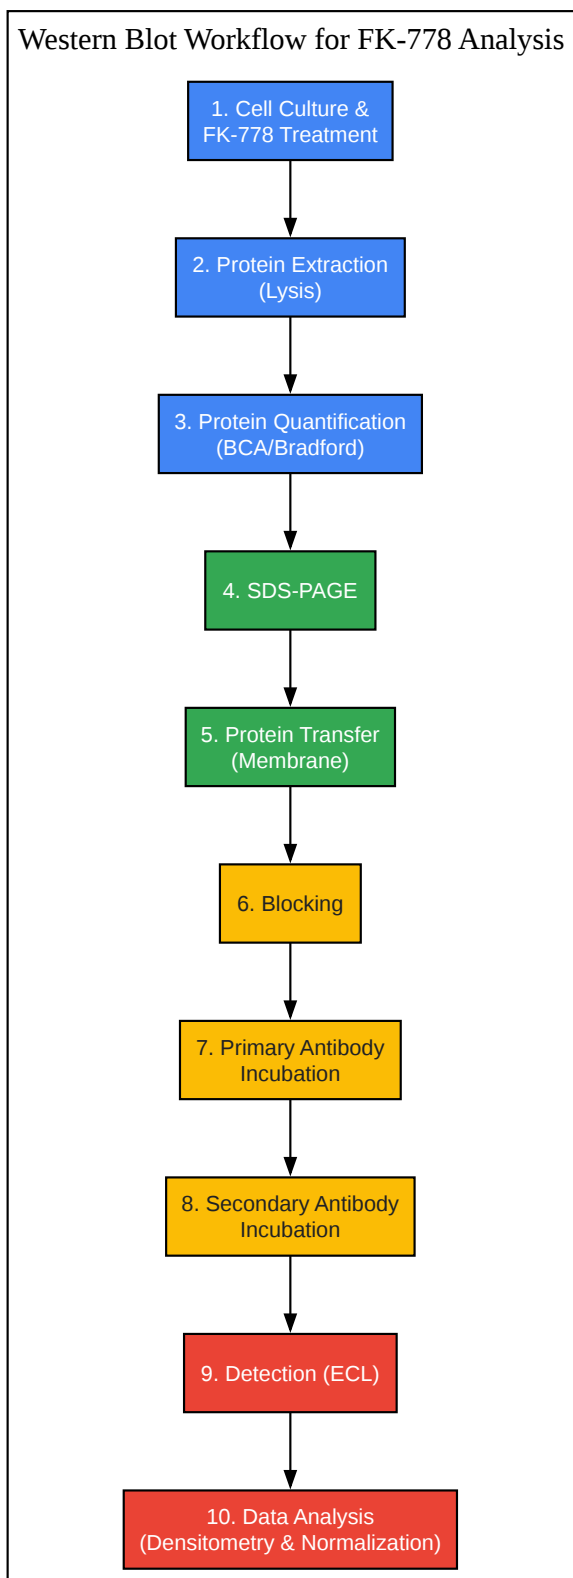 Western Blot Workflow for FK-778 Analysis
1. Cell Culture &
FK-778 Treatment
2. Protein Extraction
(Lysis)
3. Protein Quantification
(BCA/Bradford)
4. SDS-PAGE
5. Protein Transfer
(Membrane)
6. Blocking
7. Primary Antibody
Incubation
8. Secondary Antibody
Incubation
9. Detection (ECL)
10. Data Analysis
(Densitometry & Normalization)